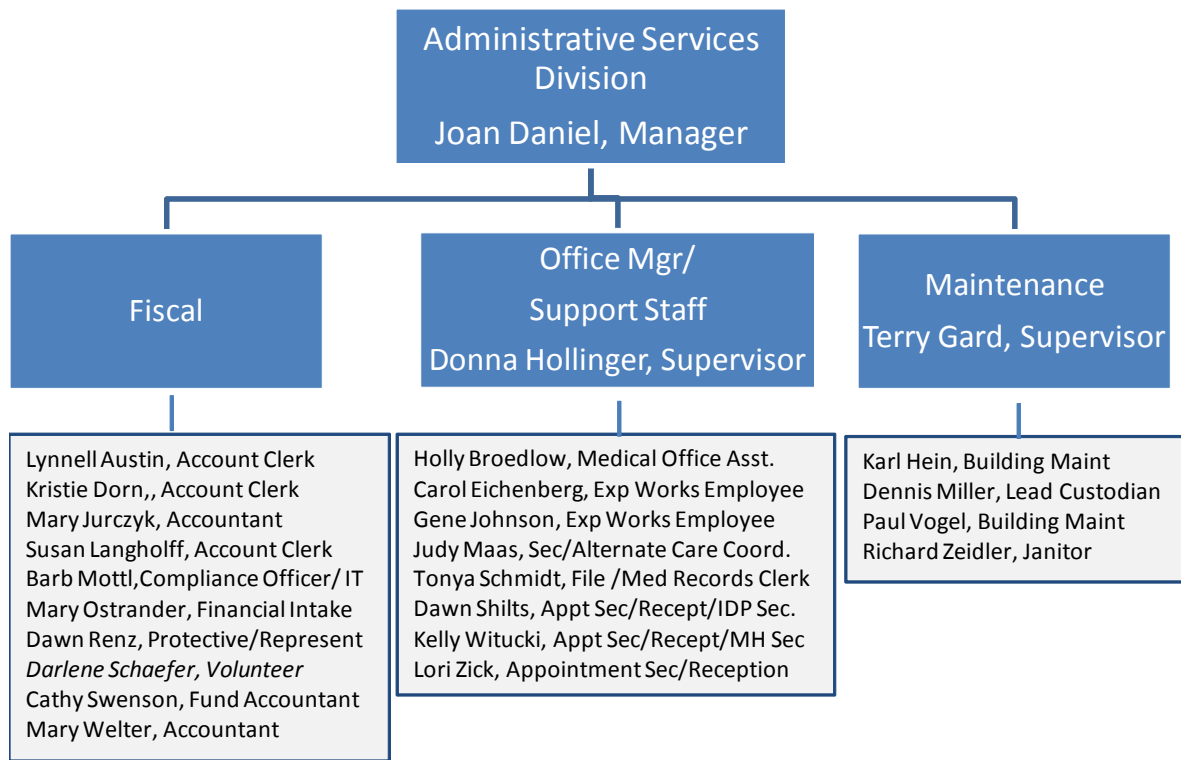 Administrative Services
Division
Joan Daniel, Manager
Fiscal
Office Mgr/
Support Staff
Donna Hollinger, Supervisor
Maintenance
Terry Gard, Supervisor
Lynnell Austin, Account Clerk
Kristie Dorn,, Account Clerk
Mary Jurczyk, Accountant
Susan Langholff, Account Clerk
Barb Mottl,Compliance Officer/ IT
Mary Ostrander, Financial Intake
Dawn Renz, Protective/Represent
Darlene Schaefer, Volunteer
Cathy Swenson, Fund Accountant
Mary Welter, Accountant
Holly Broedlow, Medical Office Asst.
Carol Eichenberg, Exp Works Employee
Gene Johnson, Exp Works Employee
Judy Maas, Sec/Alternate Care Coord.
Tonya Schmidt, File /Med Records Clerk
Dawn Shilts, Appt Sec/Recept/IDP Sec.
Kelly Witucki, Appt Sec/Recept/MH Sec
Lori Zick, Appointment Sec/Reception
Karl Hein, Building Maint
Dennis Miller, Lead Custodian
Paul Vogel, Building Maint
Richard Zeidler, Janitor